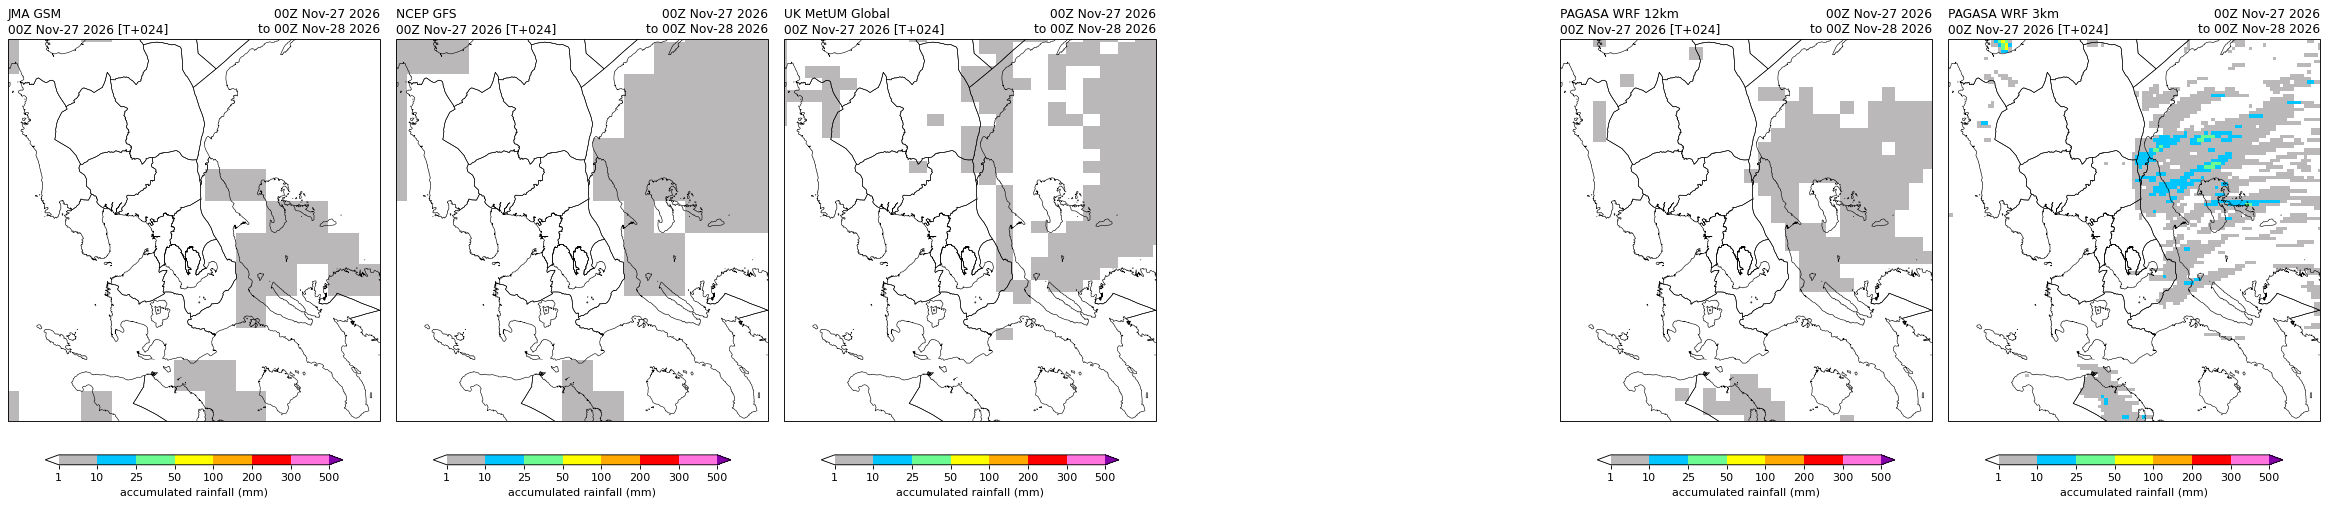 JMA GSM 00Z Nov-27 2026
00Z Nov-27 2026 [T+024] to 00Z Nov-28 2026
1 10 25 50 100 200 300 500
accumulated rainfall (mm)
NCEP GFS 00Z Nov-27 2026
00Z Nov-27 2026 [T+024] to 00Z Nov-28 2026
1 10 25 50 100 200 300 500
accumulated rainfall (mm)
UK MetUM Global 00Z Nov-27 2026
00Z Nov-27 2026 [T+024] to 00Z Nov-28 2026
1 10 25 50 100 200 300 500
accumulated rainfall (mm)
PAGASA WRF 12km 00Z Nov-27 2026
00Z Nov-27 2026 [T+024] to 00Z Nov-28 2026
1 10 25 50 100 200 300 500
accumulated rainfall (mm)
PAGASA WRF 3km 00Z Nov-27 2026
00Z Nov-27 2026 [T+024] to 00Z Nov-28 2026
1 10 25 50 100 200 300 500
accumulated rainfall (mm)